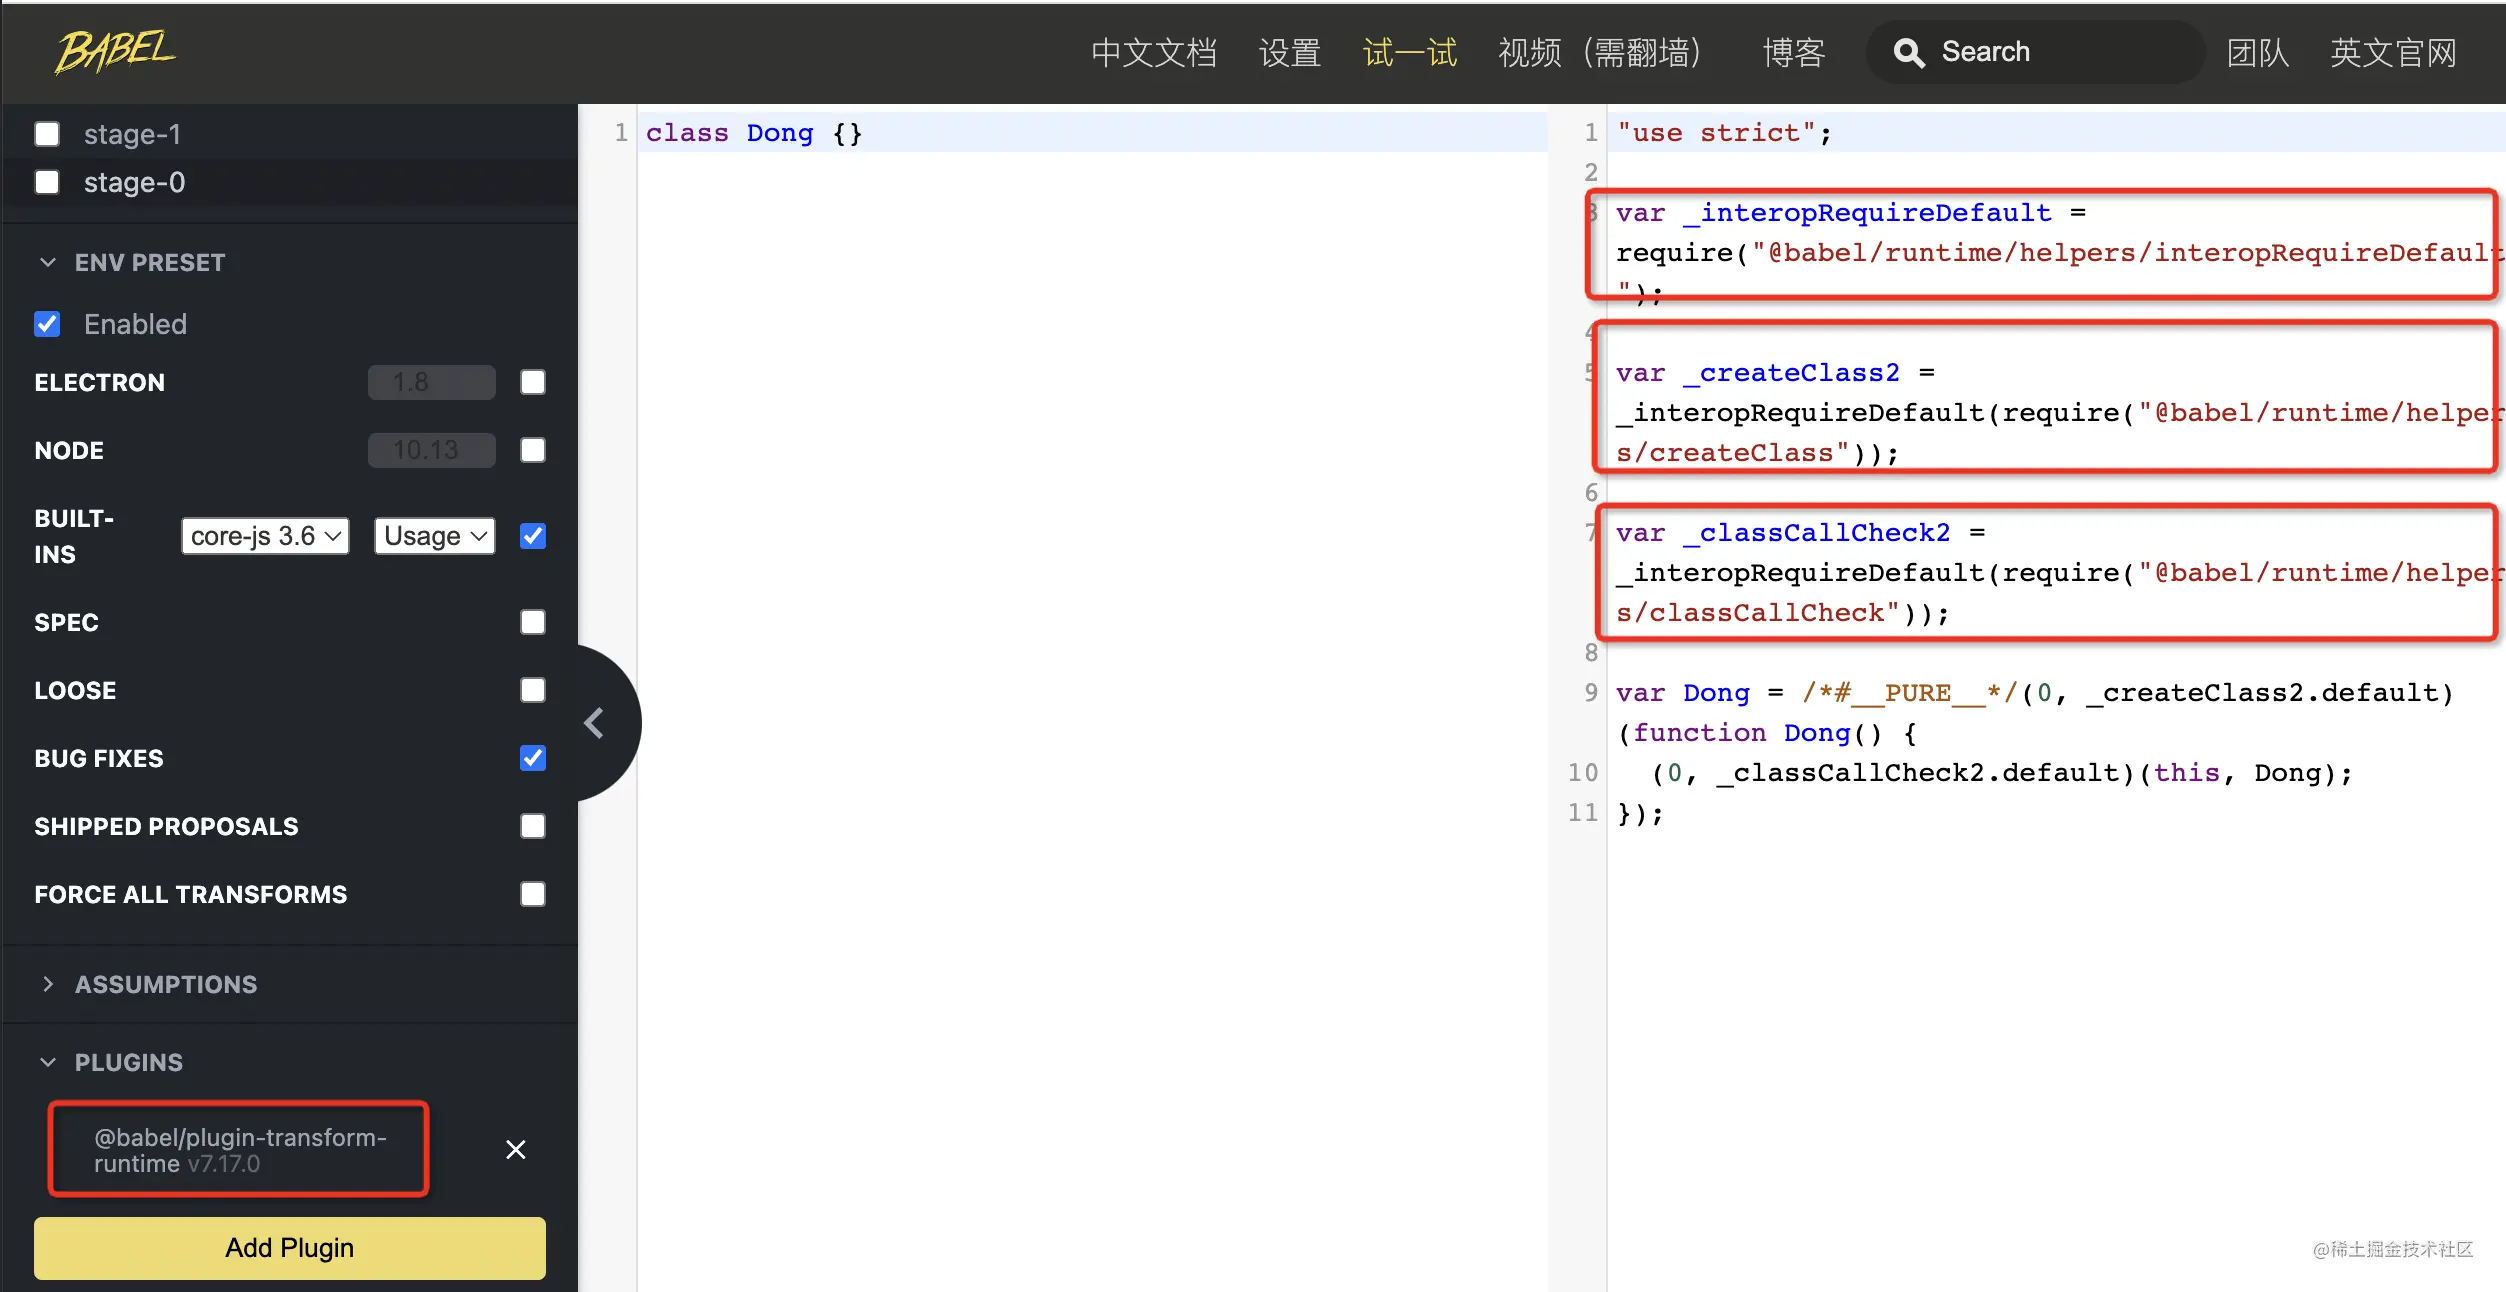 BABEL
中文文档 设置 试一试 视频（需翻墙） 博客 Search 团队 英文官网
stage-1
stage-0
ENV PRESET
Enabled
ELECTRON 1.8
NODE 10.13
BUILT-
INS
core-js 3.6 Usage
SPEC
LOOSE
BUG FIXES
SHIPPED PROPOSALS
FORCE ALL TRANSFORMS
ASSUMPTIONS
PLUGINS
@babel/plugin-transform-
runtime v7.17.0
Add Plugin
1 class Dong {}
1 "use strict";
2
3 var _interopRequireDefault =
require("@babel/runtime/helpers/interopRequireDefault
");
4
5 var _createClass2 =
_interopRequireDefault(require("@babel/runtime/helper
s/createClass"));
6
7 var _classCallCheck2 =
_interopRequireDefault(require("@babel/runtime/helper
s/classCallCheck"));
8
9 var Dong = /*#__PURE__*/(0, _createClass2.default)
(function Dong() {
10 (0, _classCallCheck2.default)(this, Dong);
11 });
@稀土掘金技术社区